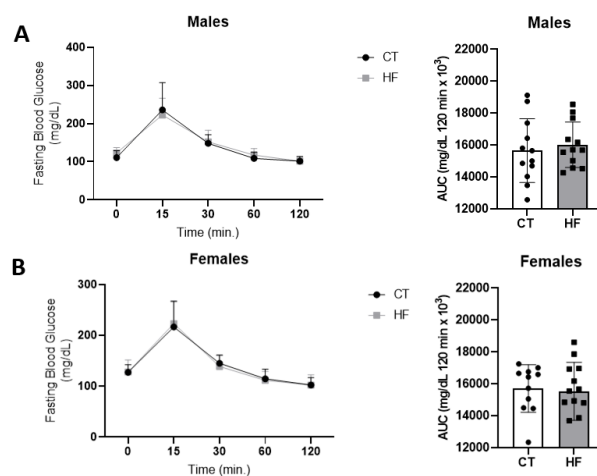 A
Males
Fasting Blood Glucose
(mg/dL)
400
300
200
100
0
0 15 30 60 120
Time (min.)
CT
HF
Males
AUC (mg/dL 120 min x 10³)
22000
20000
18000
16000
14000
12000
CT HF
B
Females
Fasting Blood Glucose
(mg/dL)
300
200
100
0
0 15 30 60 120
Time (min.)
CT
HF
Females
AUC (mg/dL 120 min x 10³)
22000
20000
18000
16000
14000
12000
10000
CT HF